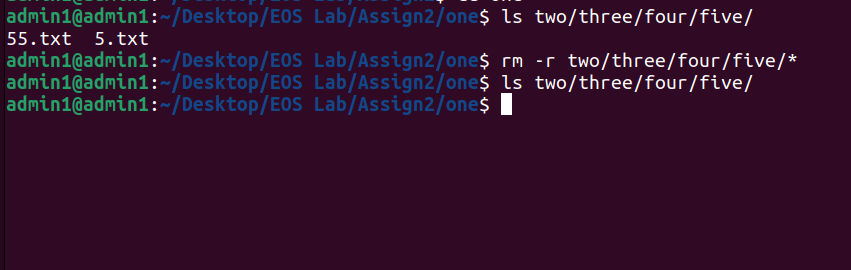 admin1@admin1:~/Desktop/EOS Lab/Assign2/one$ ls two/three/four/five/
55.txt  5.txt
admin1@admin1:~/Desktop/EOS Lab/Assign2/one$ rm -r two/three/four/five/*
admin1@admin1:~/Desktop/EOS Lab/Assign2/one$ ls two/three/four/five/
admin1@admin1:~/Desktop/EOS Lab/Assign2/one$